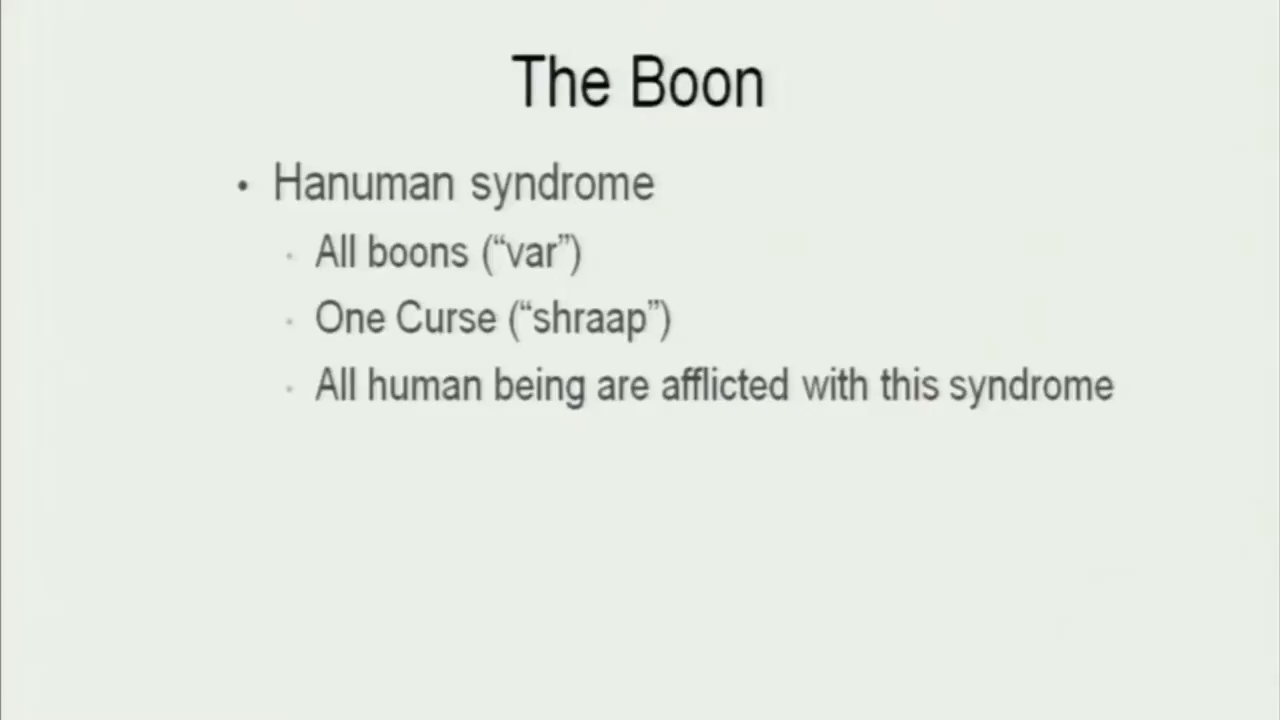 The Boon
• Hanuman syndrome
· All boons (“var”)
· One Curse (“shraap”)
· All human being are afflicted with this syndrome